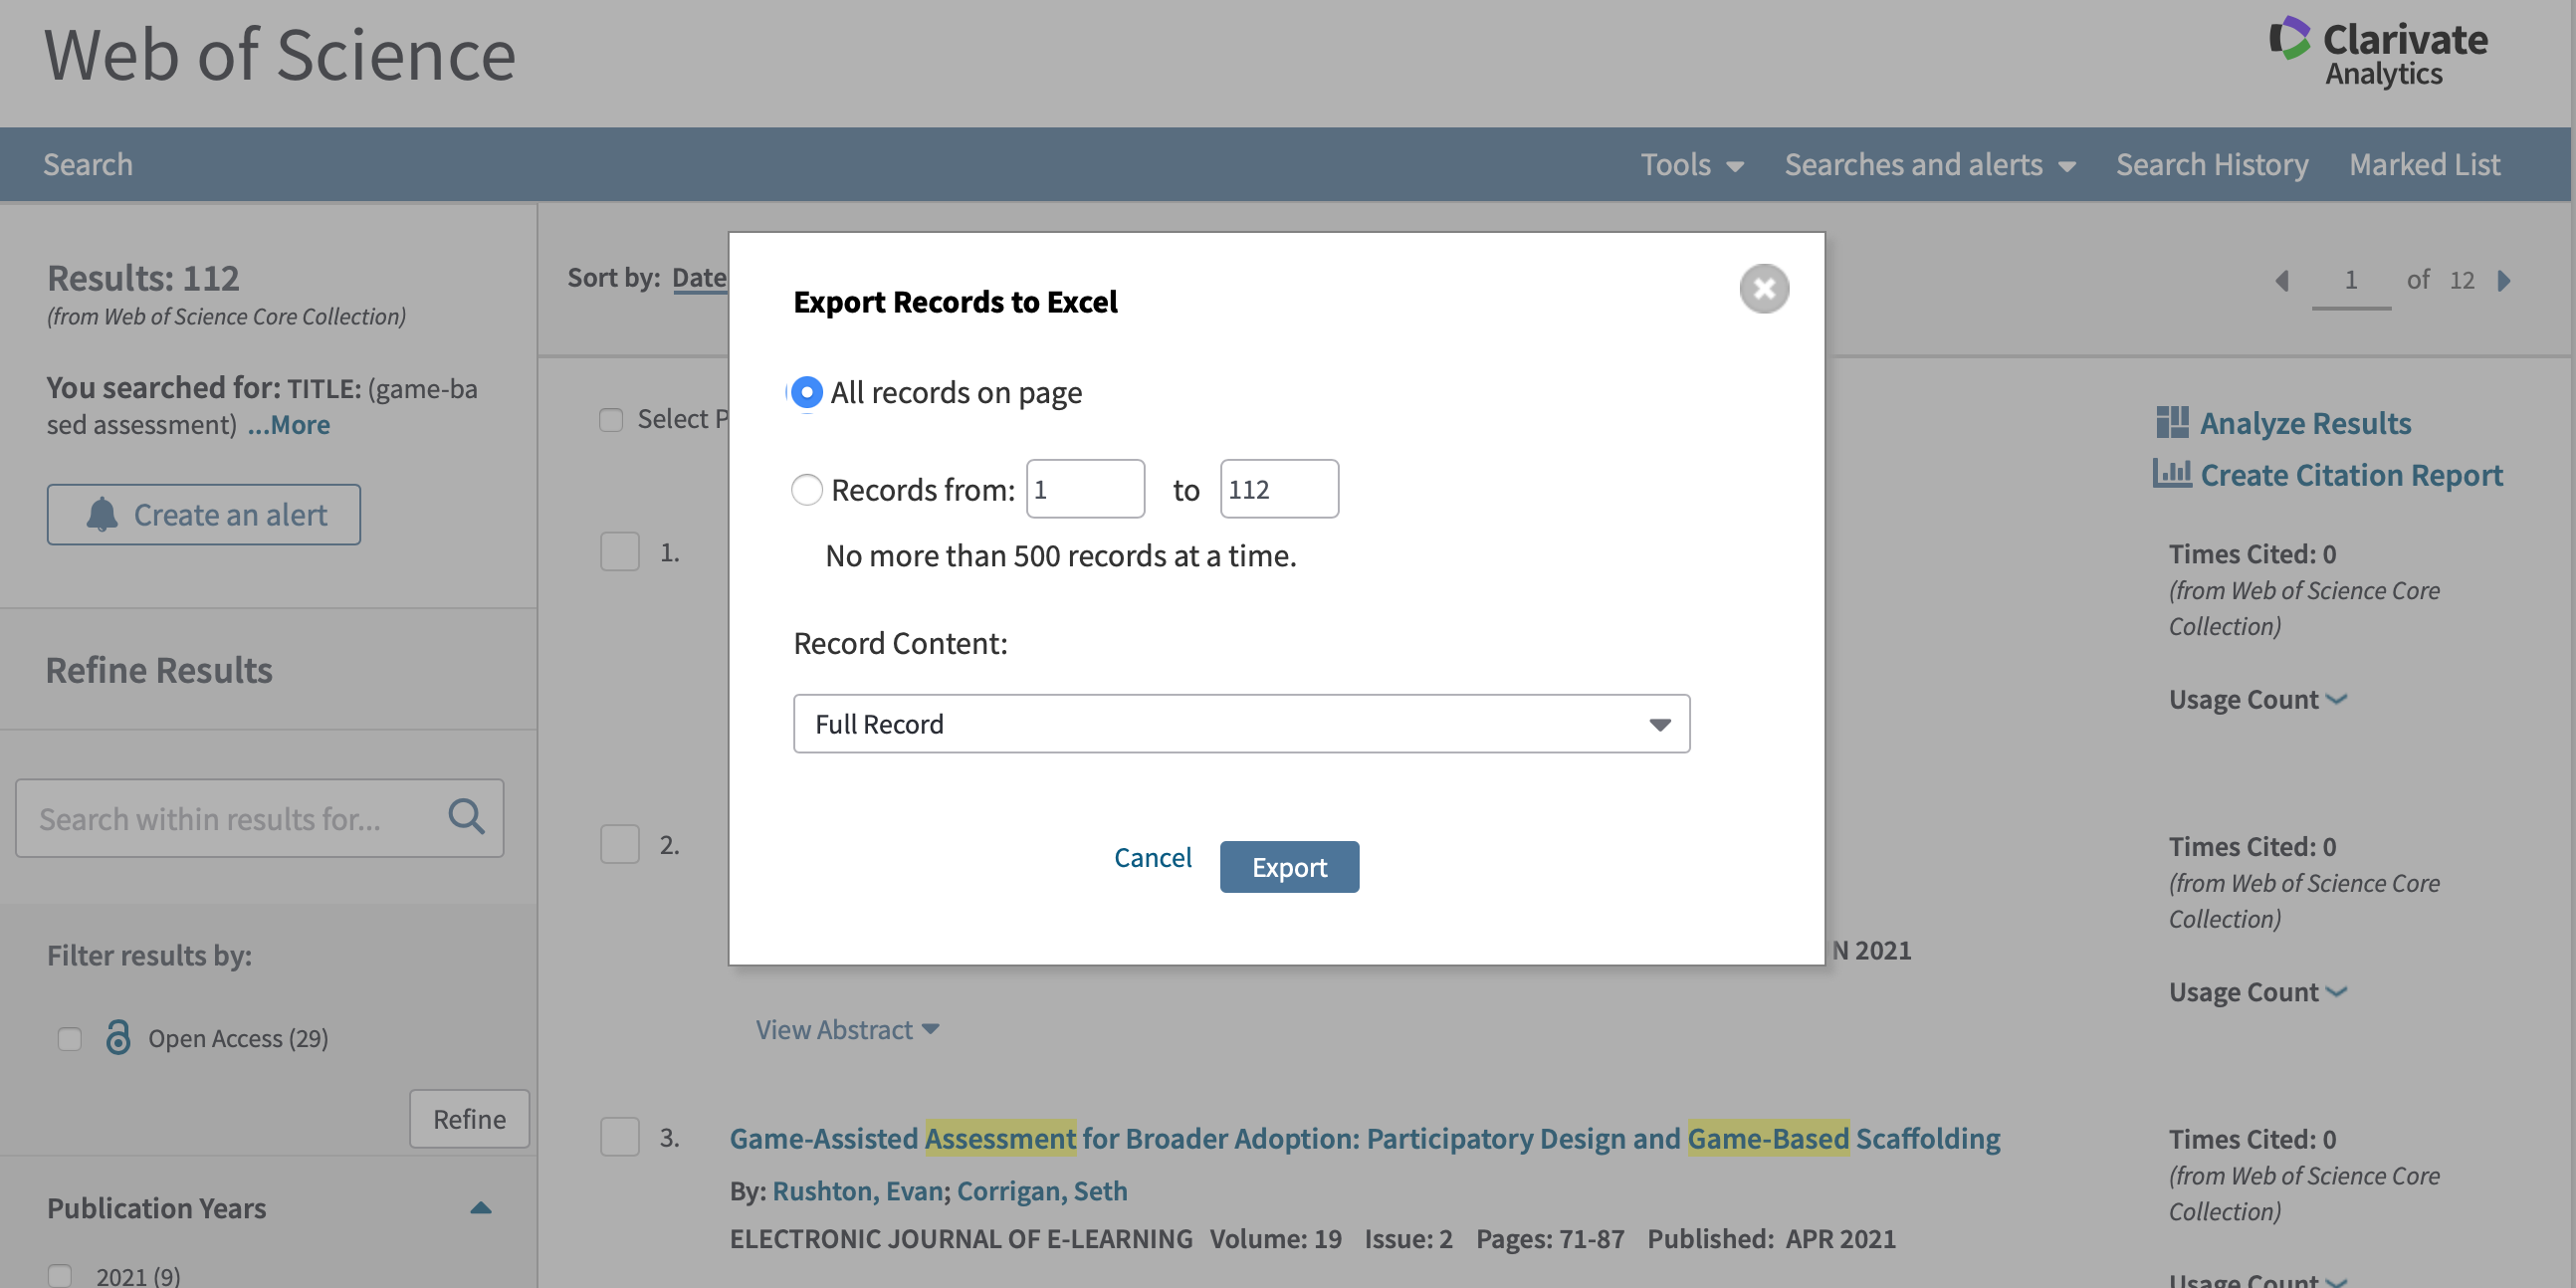 Web of Science
Clarivate
Analytics
Search
Tools
Searches and alerts
Search History
Marked List
Results: 112
(from Web of Science Core Collection)
You searched for: TITLE: (game-ba
sed assessment) ...More
Create an alert
Refine Results
Search within results for...
Filter results by:
Open Access (29)
Refine
Publication Years
2021 (9)
Sort by: Date
1 of 12
Select P
Export Records to Excel
All records on page
Records from: 1 to 112
No more than 500 records at a time.
Record Content:
Full Record
Cancel
Export
Analyze Results
Create Citation Report
1.
Times Cited: 0
(from Web of Science Core
Collection)
Usage Count
2.
N 2021
View Abstract
Times Cited: 0
(from Web of Science Core
Collection)
Usage Count
3.
Game-Assisted Assessment for Broader Adoption: Participatory Design and Game-Based Scaffolding
By: Rushton, Evan; Corrigan, Seth
ELECTRONIC JOURNAL OF E-LEARNING Volume: 19 Issue: 2 Pages: 71-87 Published: APR 2021
Times Cited: 0
(from Web of Science Core
Collection)
Usage Count